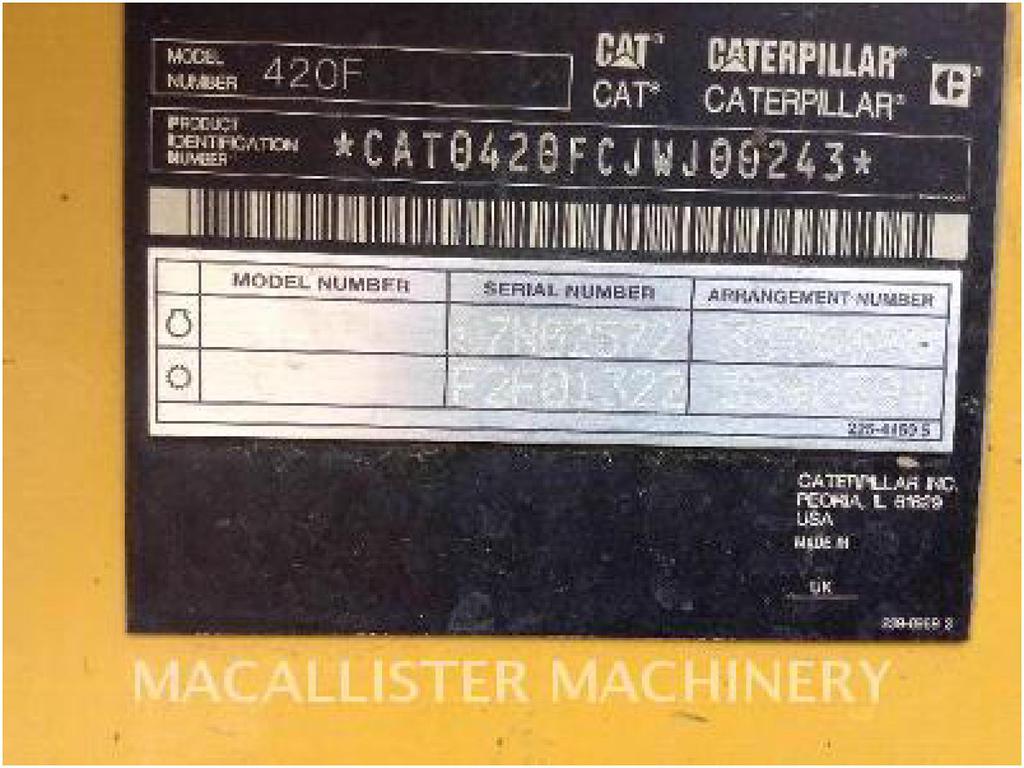 MODEL
NUMBER 420F
CAT® CATERPILLAR®
CAT® CATERPILLAR®
PRODUCT
IDENTIFICATION
NUMBER *CAT0420FCJWJ00243*
MODEL NUMBER SERIAL NUMBER ARRANGEMENT NUMBER
CATERPILLAR INC.
PEORIA, IL 61629
USA
MADE IN
UK
MACALLISTER MACHINERY